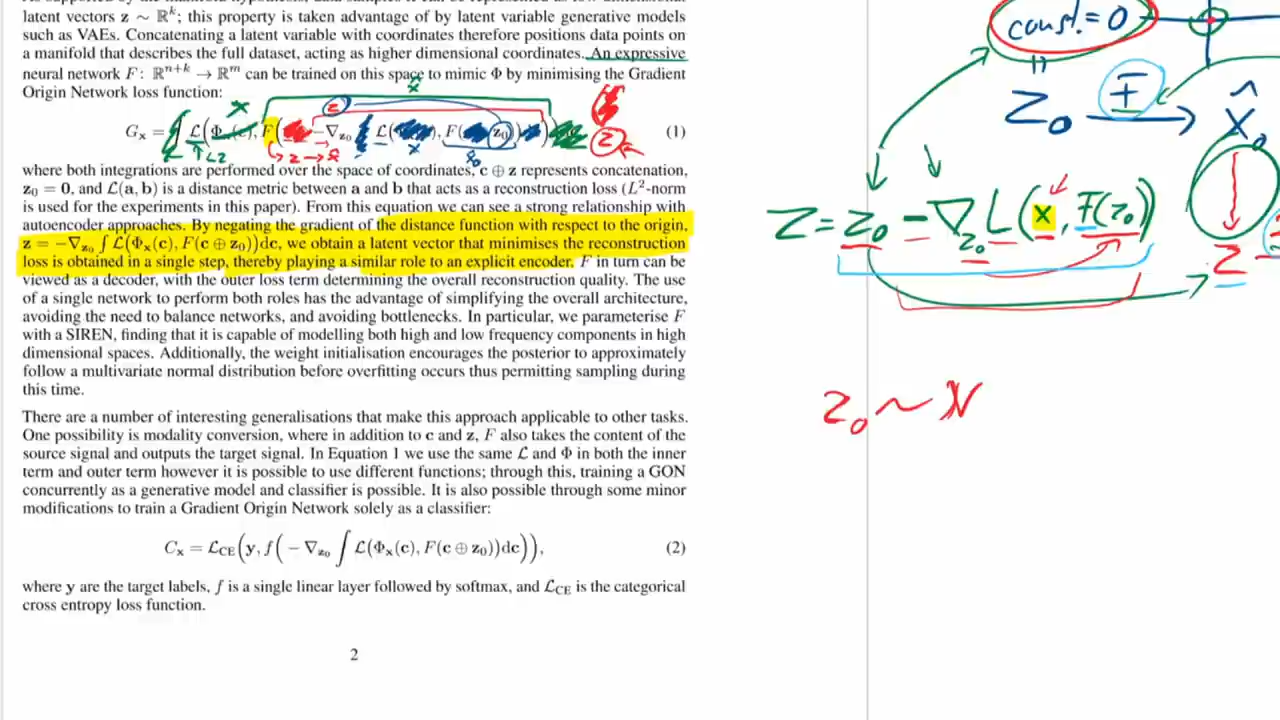 latent vectors z ∼ ℝᵏ; this property is taken advantage of by latent variable generative models
such as VAEs. Concatenating a latent variable with coordinates therefore positions data points on
a manifold that describes the full dataset, acting as higher dimensional coordinates. An expressive
neural network F: ℝⁿ⁺ᵏ → ℝᵐ can be trained on this space to mimic Φ by minimising the Gradient
Origin Network loss function:
Gₓ = ∫ L(Φₓ(c), F( −∇z₀ ∫ L( , F( z₀)) (1)
where both integrations are performed over the space of coordinates, c ⊕ z represents concatenation,
z₀ = 0, and L(a, b) is a distance metric between a and b that acts as a reconstruction loss (L²-norm
is used for the experiments in this paper). From this equation we can see a strong relationship with
autoencoder approaches. By negating the gradient of the distance function with respect to the origin,
z = −∇z₀ ∫ L(Φₓ(c), F(c ⊕ z₀))dc, we obtain a latent vector that minimises the reconstruction
loss is obtained in a single step, thereby playing a similar role to an explicit encoder. F in turn can be
viewed as a decoder, with the outer loss term determining the overall reconstruction quality. The use
of a single network to perform both roles has the advantage of simplifying the overall architecture,
avoiding the need to balance networks, and avoiding bottlenecks. In particular, we parameterise F
with a SIREN, finding that it is capable of modelling both high and low frequency components in high
dimensional spaces. Additionally, the weight initialisation encourages the posterior to approximately
follow a multivariate normal distribution before overfitting occurs thus permitting sampling during
this time.
There are a number of interesting generalisations that make this approach applicable to other tasks.
One possibility is modality conversion, where in addition to c and z, F also takes the content of the
source signal and outputs the target signal. In Equation 1 we use the same L and Φ in both the inner
term and outer term however it is possible to use different functions; through this, training a GON
concurrently as a generative model and classifier is possible. It is also possible through some minor
modifications to train a Gradient Origin Network solely as a classifier:
Cₓ = L_CE(y, f(−∇z₀ ∫ L(Φₓ(c), F(c ⊕ z₀))dc)), (2)
where y are the target labels, f is a single linear layer followed by softmax, and L_CE is the categorical
cross entropy loss function.
2
const. = 0
z₀ F → x̂₀
z = z₀ − ∇z₀ L(x, F(z₀))
z
z₀ ∼ N